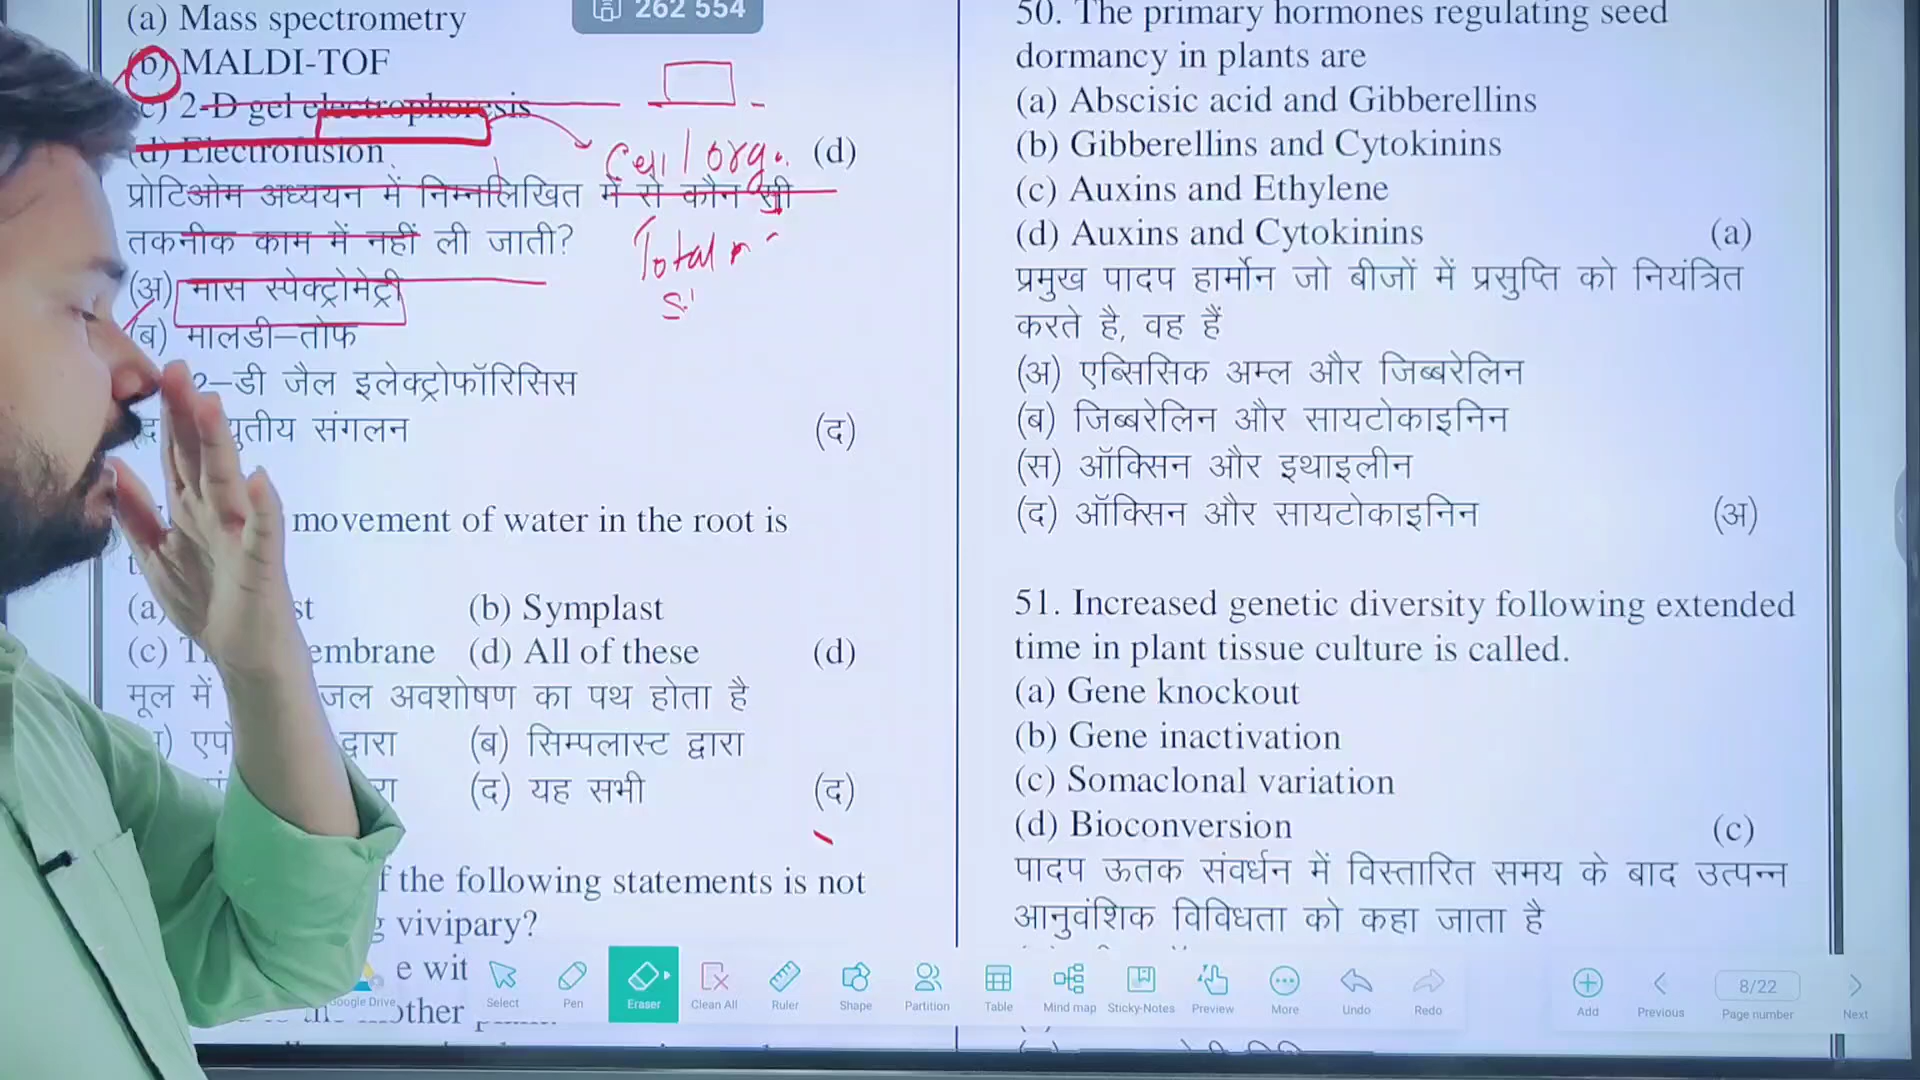 262 554
(a) Mass spectrometry
(b) MALDI-TOF
(c) 2-D gel electrophoresis
(d) Electrofusion (d)
Cell org.
प्रोटिओम अध्ययन में निम्नलिखित में से कौन सी
तकनीक काम में नहीं ली जाती?
Total
(अ) मास स्पेक्ट्रोमेट्री
(ब) मालडी–तोफ
२–डी जैल इलेक्ट्रोफॉरिसिस
संगलन (द)
movement of water in the root is
(b) Symplast
(c) (d) All of these (d)
मूल में जल अवशोषण का पथ होता है
द्वारा (ब) सिम्पलास्ट द्वारा
(द) यह सभी (द)
the following statements is not
vivipary?
50. The primary hormones regulating seed
dormancy in plants are
(a) Abscisic acid and Gibberellins
(b) Gibberellins and Cytokinins
(c) Auxins and Ethylene
(d) Auxins and Cytokinins (a)
प्रमुख पादप हार्मोन जो बीजों में प्रसुप्ति को नियंत्रित
करते है, वह हैं
(अ) एब्सिसिक अम्ल और जिब्बरेलिन
(ब) जिब्बरेलिन और सायटोकाइनिन
(स) ऑक्सिन और इथाइलीन
(द) ऑक्सिन और सायटोकाइनिन (अ)
51. Increased genetic diversity following extended
time in plant tissue culture is called.
(a) Gene knockout
(b) Gene inactivation
(c) Somaclonal variation
(d) Bioconversion (c)
पादप ऊतक संवर्धन में विस्तारित समय के बाद उत्पन्न
आनुवंशिक विविधता को कहा जाता है
Google Drive Select Pen Eraser Clean All Ruler Shape Partition Table Mind map Sticky-Notes Preview More Undo Redo Add Previous 8/22 Page number Next